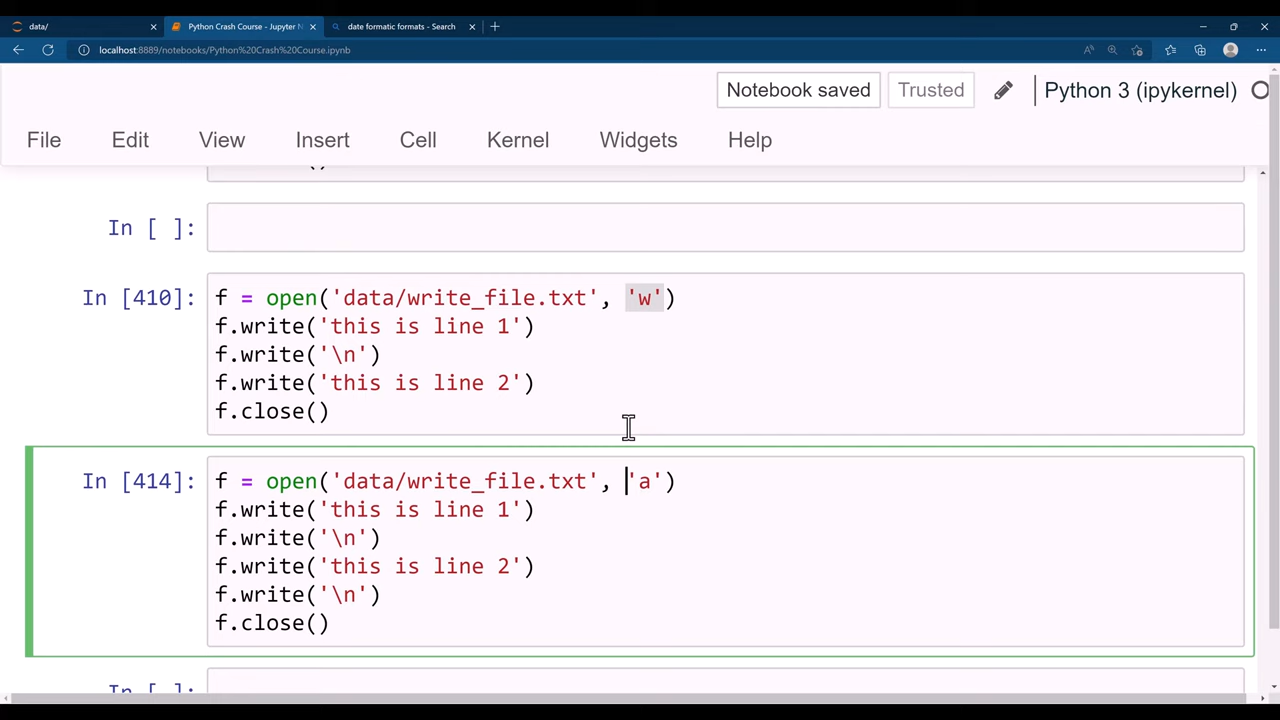 data/
Python Crash Course - Jupyter N
date formatic formats - Search
localhost:8889/notebooks/Python%20Crash%20Course.ipynb
Notebook saved
Trusted
Python 3 (ipykernel)
File
Edit
View
Insert
Cell
Kernel
Widgets
Help
In [ ]:
In [410]:
f = open('data/write_file.txt', 'w')
f.write('this is line 1')
f.write('\n')
f.write('this is line 2')
f.close()
In [414]:
f = open('data/write_file.txt', 'a')
f.write('this is line 1')
f.write('\n')
f.write('this is line 2')
f.write('\n')
f.close()
In [ ]: